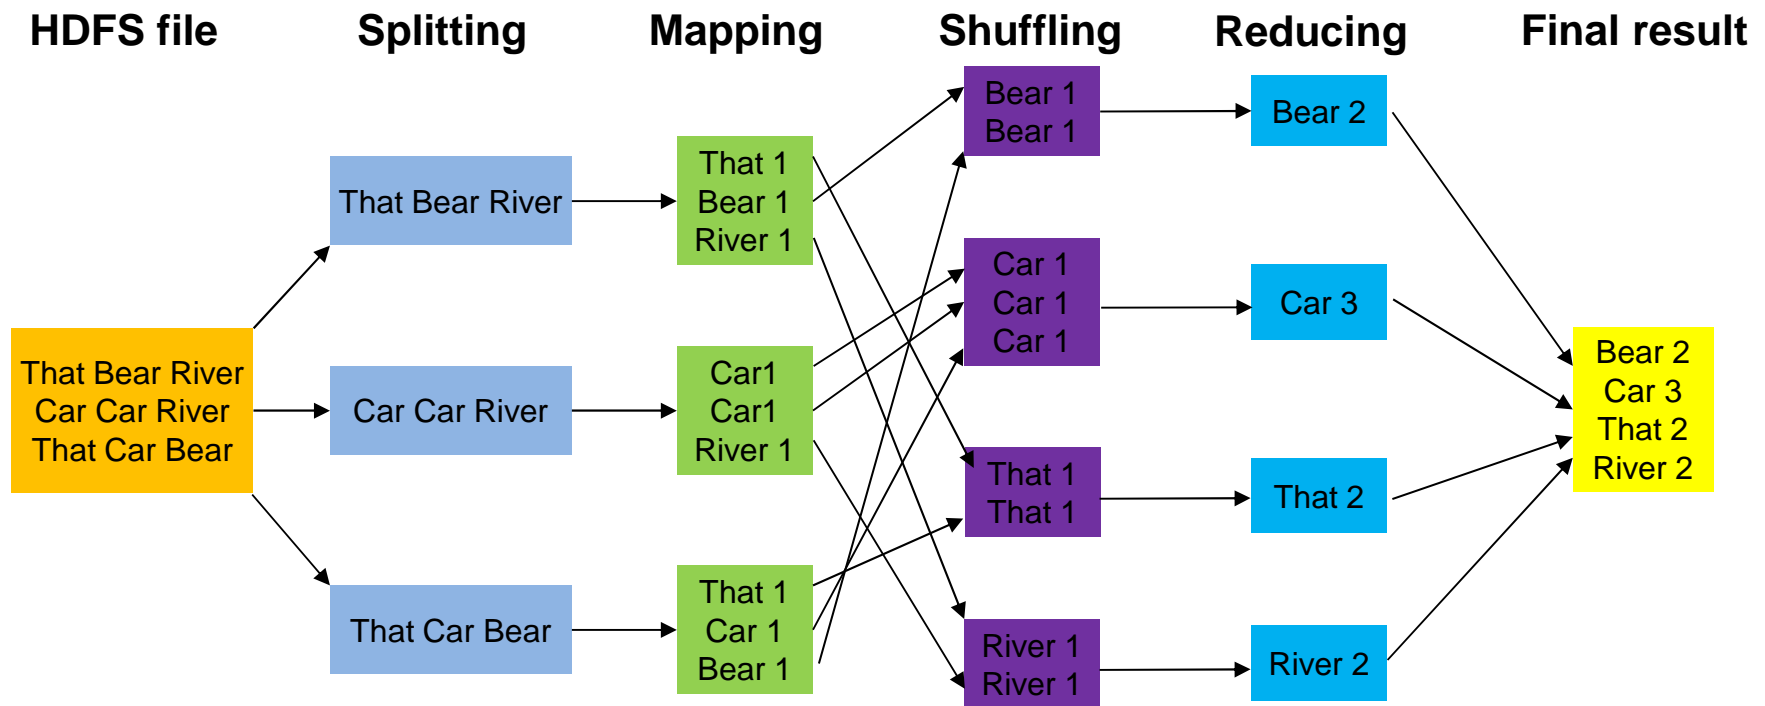 HDFS file
Splitting
Mapping
Shuffling
Reducing
Final result
That Bear River
Car Car River
That Car Bear
That Bear River
Car Car River
That Car Bear
That 1
Bear 1
River 1
Car1
Car1
River 1
That 1
Car 1
Bear 1
Bear 1
Bear 1
Car 1
Car 1
Car 1
That 1
That 1
River 1
River 1
Bear 2
Car 3
That 2
River 2
Bear 2
Car 3
That 2
River 2